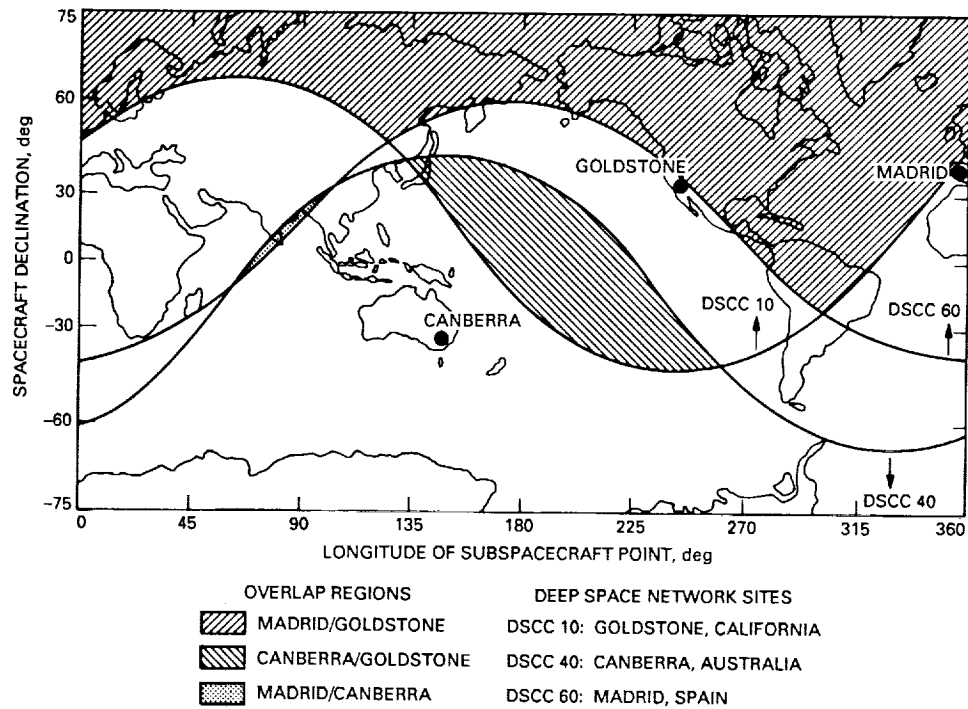 SPACECRAFT DECLINATION, deg
75
60
30
0
−30
−60
−75
GOLDSTONE
MADRID
CANBERRA
DSCC 10
DSCC 60
DSCC 40
0 45 90 135 180 225 270 315 360
LONGITUDE OF SUBSPACECRAFT POINT, deg
OVERLAP REGIONS
MADRID/GOLDSTONE
CANBERRA/GOLDSTONE
MADRID/CANBERRA
DEEP SPACE NETWORK SITES
DSCC 10: GOLDSTONE, CALIFORNIA
DSCC 40: CANBERRA, AUSTRALIA
DSCC 60: MADRID, SPAIN